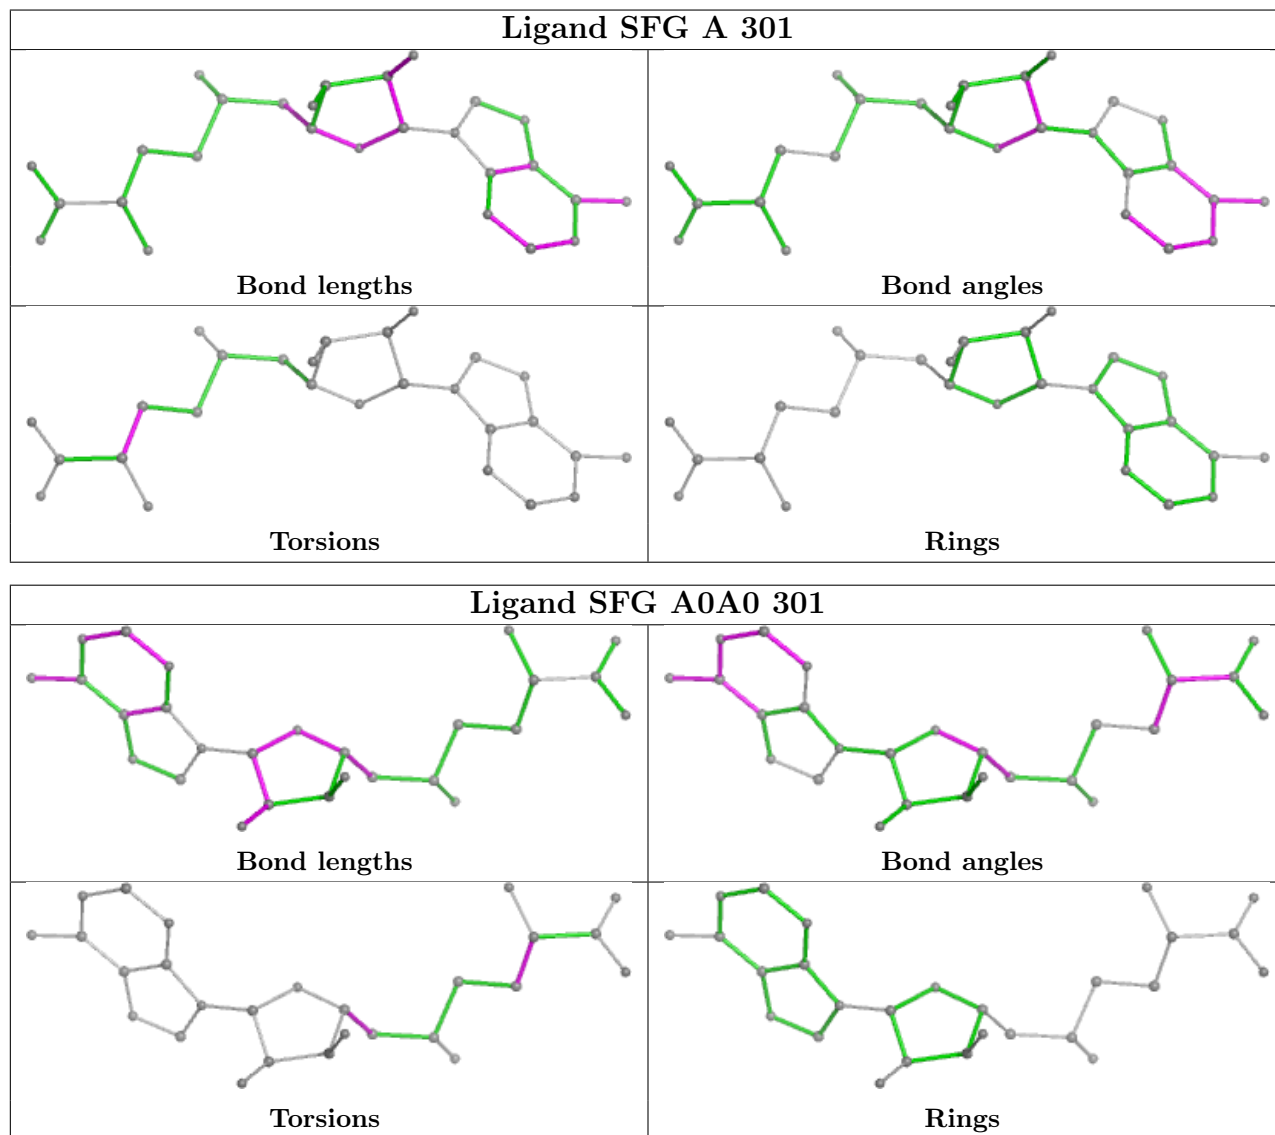 Ligand SFG A 301
Bond lengths
Bond angles
Torsions
Rings
Ligand SFG A0A0 301
Bond lengths
Bond angles
Torsions
Rings